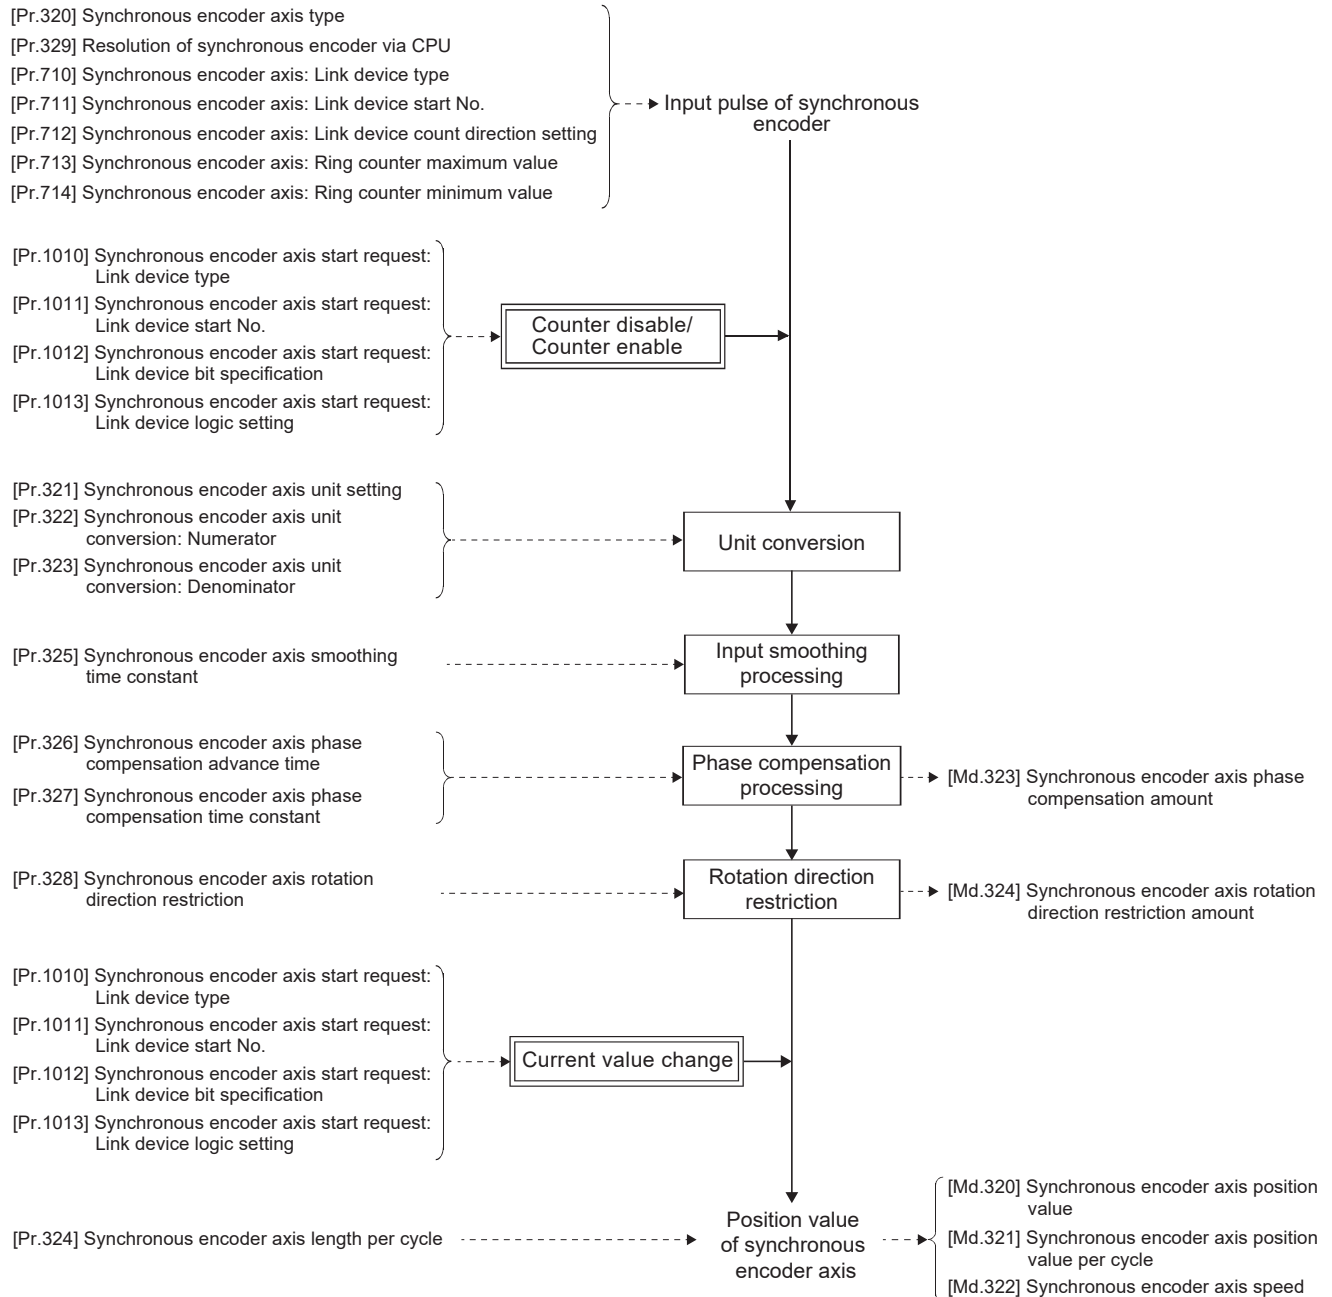 [Pr.320] Synchronous encoder axis type
[Pr.329] Resolution of synchronous encoder via CPU
[Pr.710] Synchronous encoder axis: Link device type
[Pr.711] Synchronous encoder axis: Link device start No.
[Pr.712] Synchronous encoder axis: Link device count direction setting
[Pr.713] Synchronous encoder axis: Ring counter maximum value
[Pr.714] Synchronous encoder axis: Ring counter minimum value
Input pulse of synchronous
encoder
[Pr.1010] Synchronous encoder axis start request:
Link device type
[Pr.1011] Synchronous encoder axis start request:
Link device start No.
[Pr.1012] Synchronous encoder axis start request:
Link device bit specification
[Pr.1013] Synchronous encoder axis start request:
Link device logic setting
Counter disable/
Counter enable
[Pr.321] Synchronous encoder axis unit setting
[Pr.322] Synchronous encoder axis unit
conversion: Numerator
[Pr.323] Synchronous encoder axis unit
conversion: Denominator
Unit conversion
[Pr.325] Synchronous encoder axis smoothing
time constant
Input smoothing
processing
[Pr.326] Synchronous encoder axis phase
compensation advance time
[Pr.327] Synchronous encoder axis phase
compensation time constant
Phase compensation
processing
[Md.323] Synchronous encoder axis phase
compensation amount
[Pr.328] Synchronous encoder axis rotation
direction restriction
Rotation direction
restriction
[Md.324] Synchronous encoder axis rotation
direction restriction amount
[Pr.1010] Synchronous encoder axis start request:
Link device type
[Pr.1011] Synchronous encoder axis start request:
Link device start No.
[Pr.1012] Synchronous encoder axis start request:
Link device bit specification
[Pr.1013] Synchronous encoder axis start request:
Link device logic setting
Current value change
[Pr.324] Synchronous encoder axis length per cycle
Position value
of synchronous
encoder axis
[Md.320] Synchronous encoder axis position
value
[Md.321] Synchronous encoder axis position
value per cycle
[Md.322] Synchronous encoder axis speed